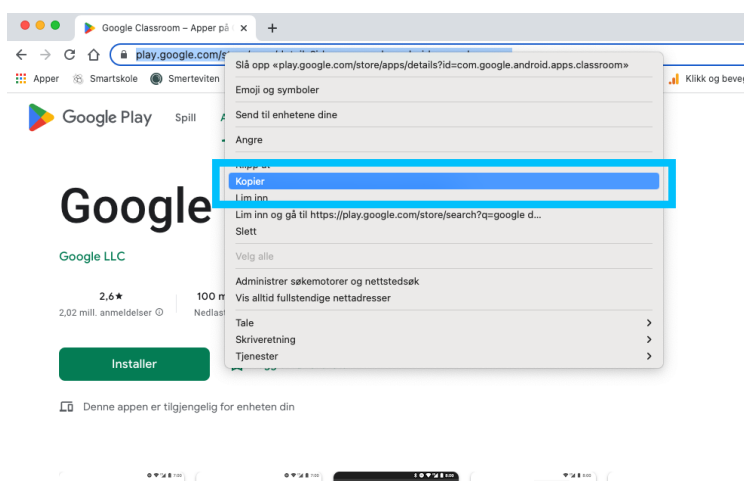 Google Classroom – Apper på
play.google.com/s
Apper Smartskole Smerteviten
Klikk og beveg
Slå opp «play.google.com/store/apps/details?id=com.google.android.apps.classroom»
Emoji og symboler
Send til enhetene dine
Angre
Kopier
Lim inn
Lim inn og gå til https://play.google.com/store/search?q=google d...
Slett
Velg alle
Administrer søkemotorer og nettstedsøk
Vis alltid fullstendige nettadresser
Tale
Skriveretning
Tjenester
Google Play Spill
Google
Google LLC
2,6★ 100 m
2,02 mill. anmeldelser Nedlast
Installer
Denne appen er tilgjengelig for enheten din